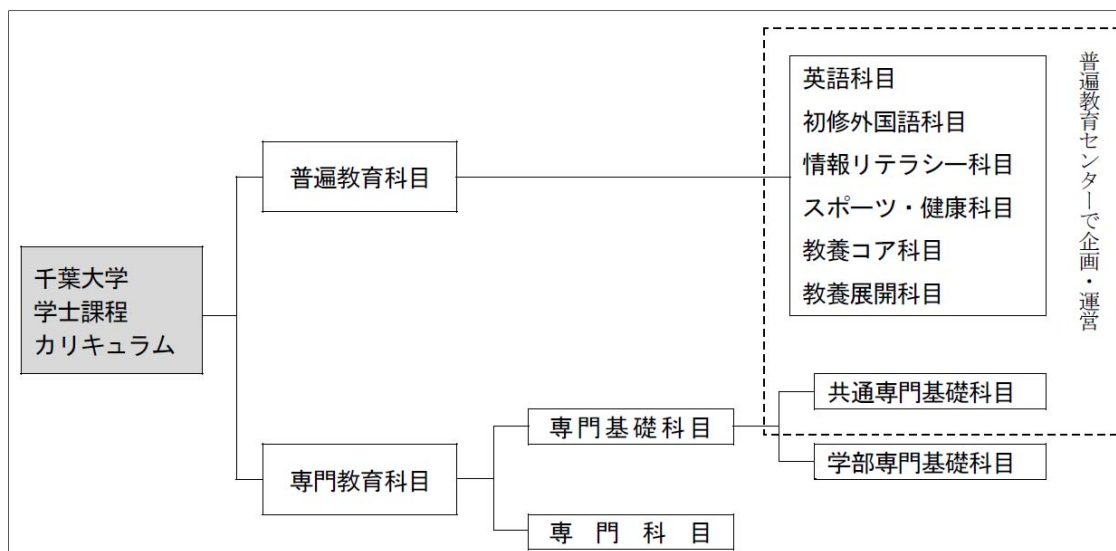 千葉大学
学士課程
カリキュラム
普遍教育科目
英語科目
初修外国語科目
情報リテラシー科目
スポーツ・健康科目
教養コア科目
教養展開科目
普遍教育センターで企画・運営
専門教育科目
専門基礎科目
共通専門基礎科目
学部専門基礎科目
専門科目